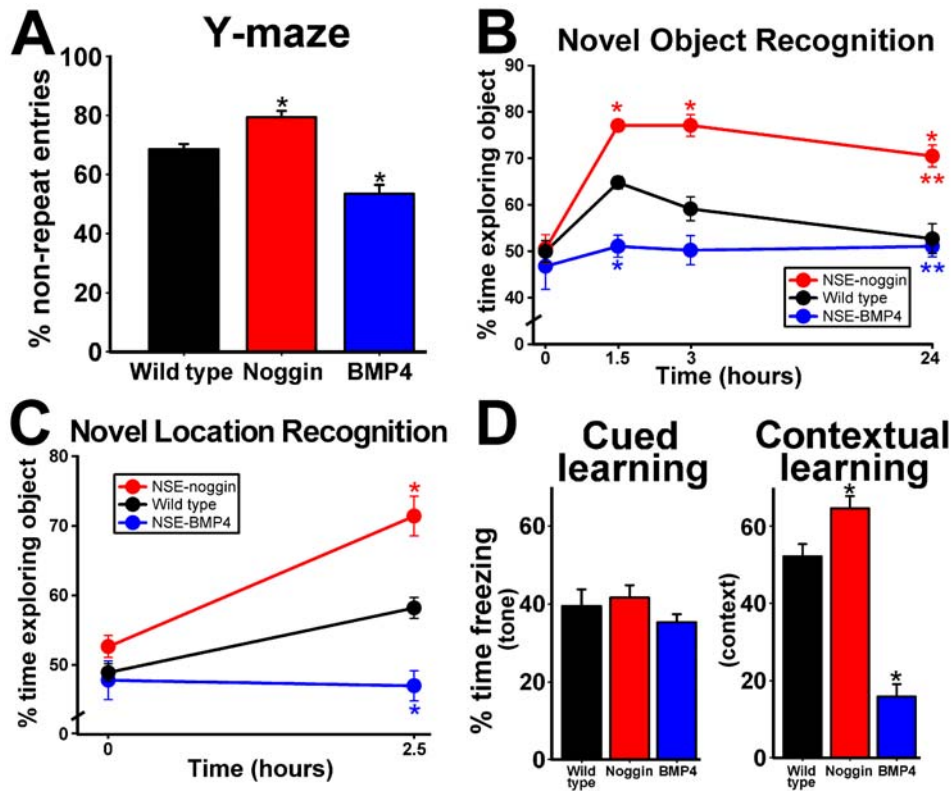 A
Y-maze
% non-repeat entries
80
60
40
20
0
*
*
Wild type
Noggin
BMP4
B
Novel Object Recognition
% time exploring object
90
80
70
60
50
40
*
*
*
**
*
**
NSE-noggin
Wild type
NSE-BMP4
0
1.5
3
24
Time (hours)
C
Novel Location Recognition
% time exploring object
80
70
60
50
0
NSE-noggin
Wild type
NSE-BMP4
*
*
0
2.5
Time (hours)
D
Cued
learning
% time freezing
(tone)
60
40
20
0
Wild
type
Noggin
BMP4
Contextual
learning
(context)
60
40
20
0
*
*
Wild
type
Noggin
BMP4